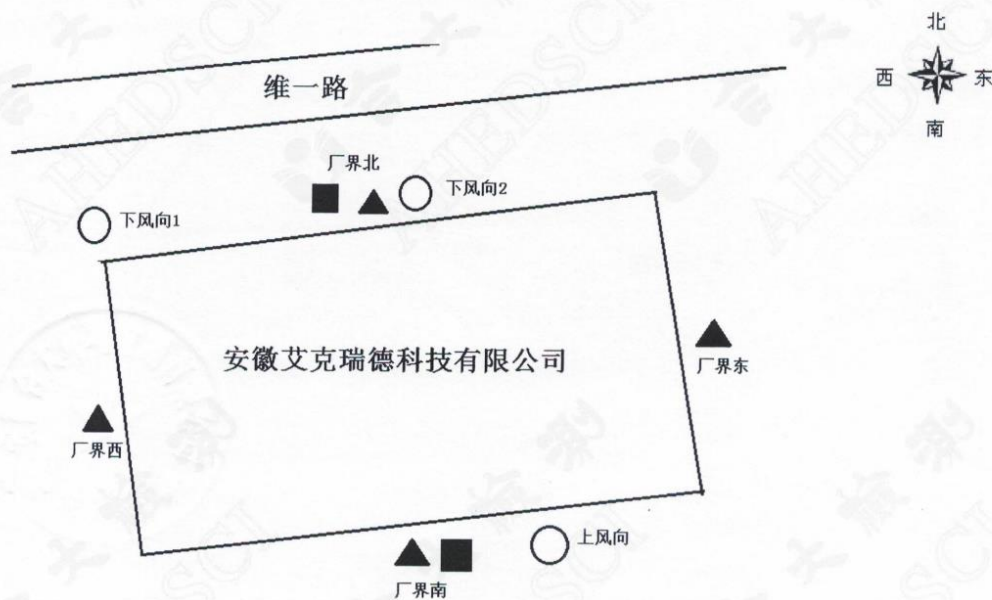 北
西 东
南
维一路
厂界北
下风向1
下风向2
安徽艾克瑞德科技有限公司
厂界东
厂界西
上风向
厂界南
AHEDSCI